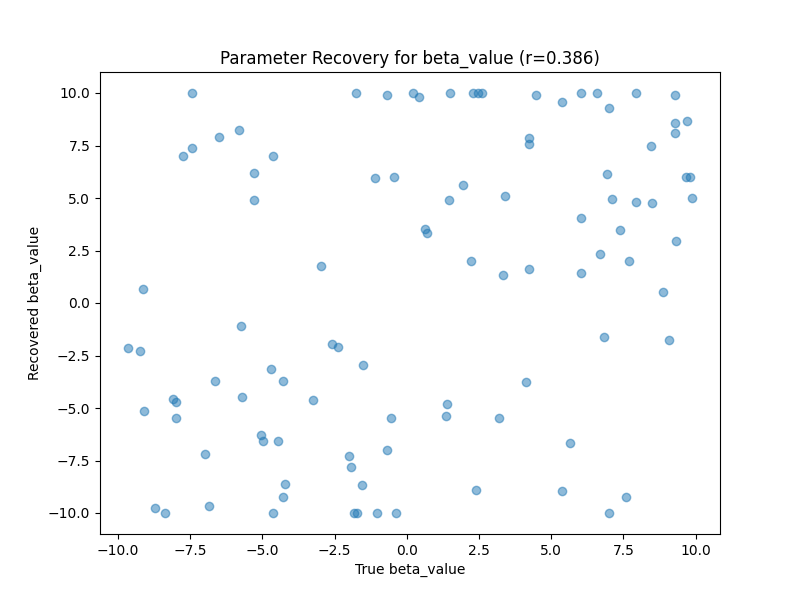 Parameter Recovery for beta_value (r=0.386)
10.0
7.5
5.0
2.5
0.0
−2.5
−5.0
−7.5
−10.0
Recovered beta_value
−10.0 −7.5 −5.0 −2.5 0.0 2.5 5.0 7.5 10.0
True beta_value